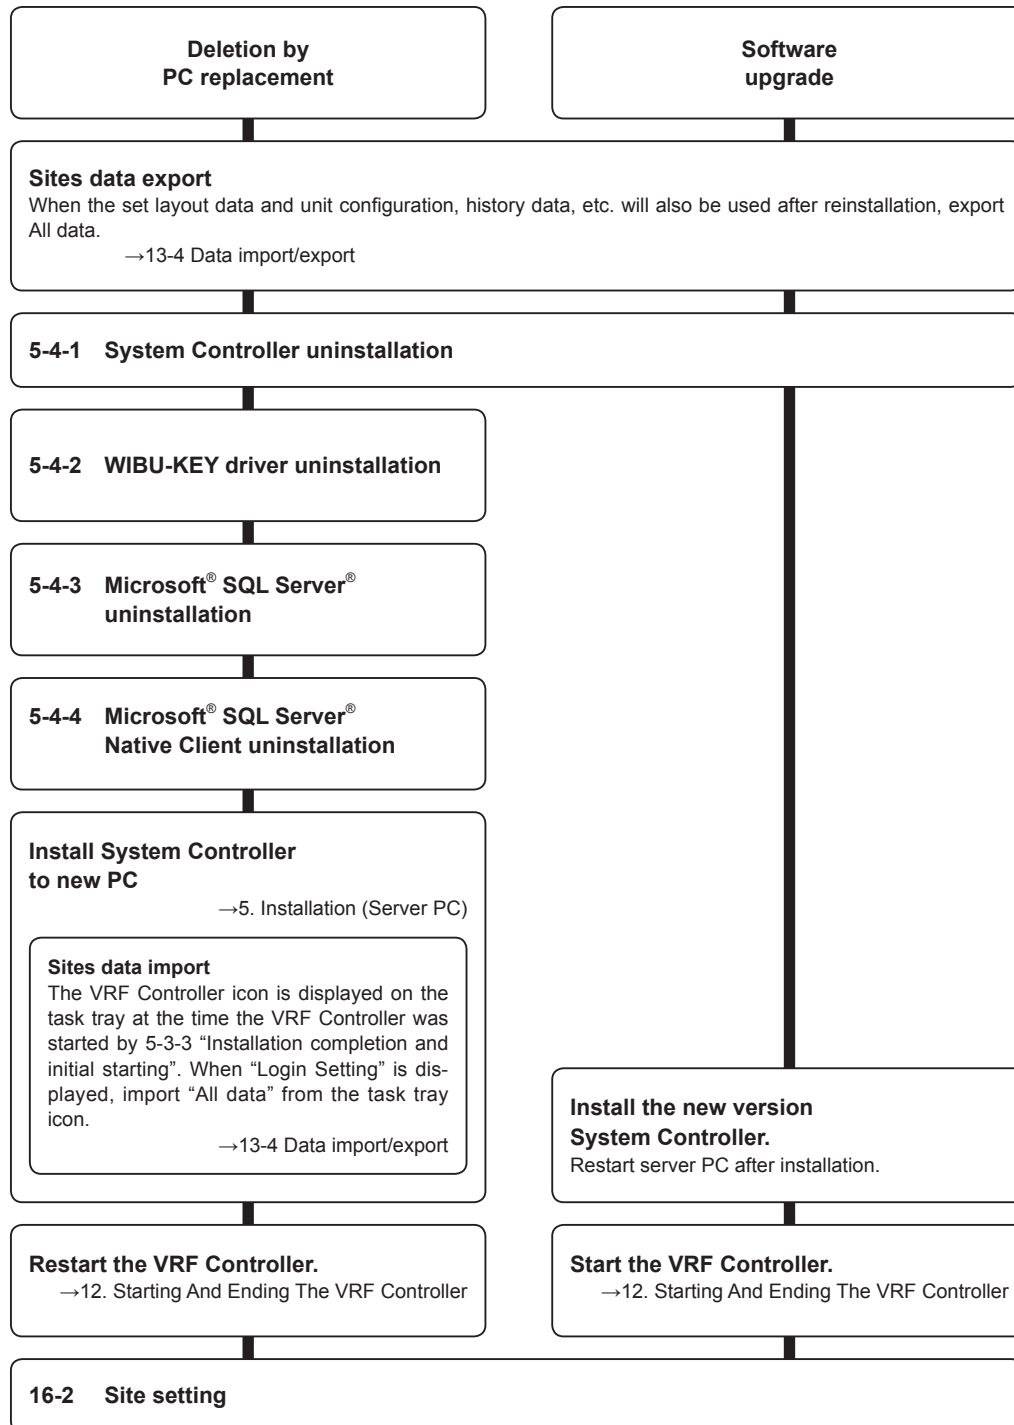 Deletion by
PC replacement
Software
upgrade
Sites data export
When the set layout data and unit configuration, history data, etc. will also be used after reinstallation, export
All data.
→13-4 Data import/export
5-4-1 System Controller uninstallation
5-4-2 WIBU-KEY driver uninstallation
5-4-3 Microsoft® SQL Server®
uninstallation
5-4-4 Microsoft® SQL Server®
Native Client uninstallation
Install System Controller
to new PC
→5. Installation (Server PC)
Sites data import
The VRF Controller icon is displayed on the
task tray at the time the VRF Controller was
started by 5-3-3 “Installation completion and
initial starting”. When “Login Setting” is dis-
played, import “All data” from the task tray
icon.
→13-4 Data import/export
Install the new version
System Controller.
Restart server PC after installation.
Restart the VRF Controller.
→12. Starting And Ending The VRF Controller
Start the VRF Controller.
→12. Starting And Ending The VRF Controller
16-2 Site setting